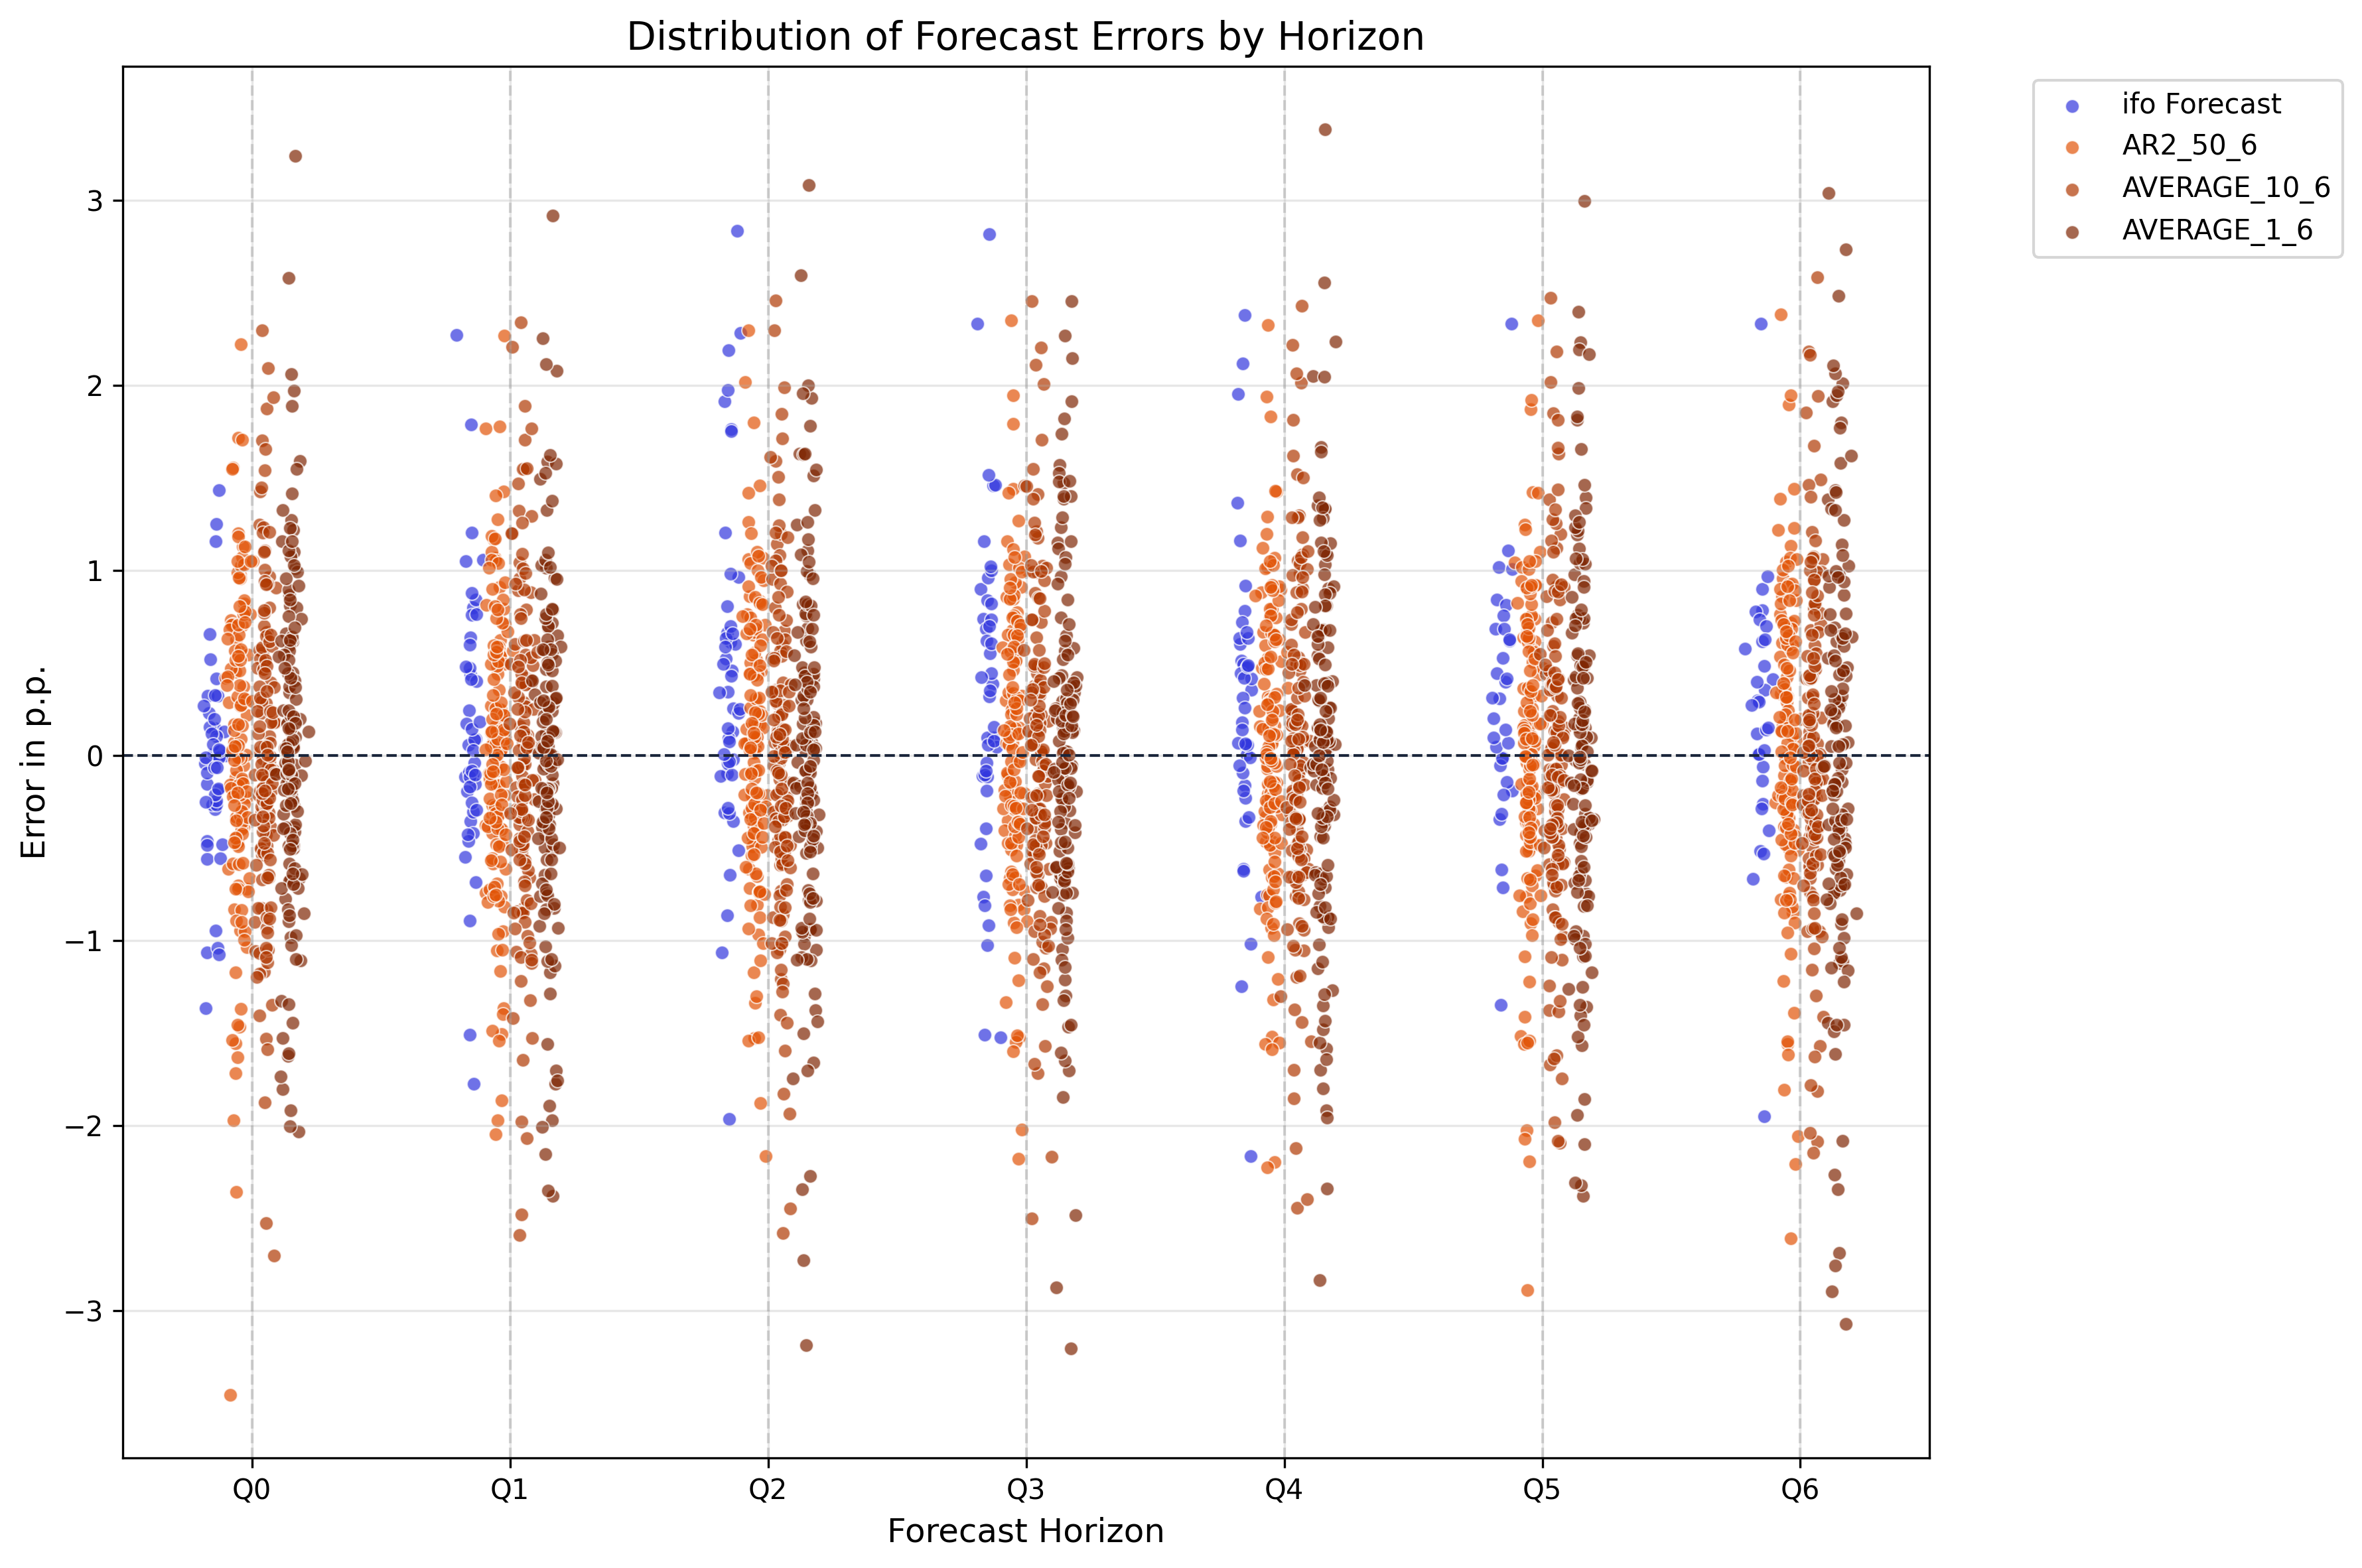 Distribution of Forecast Errors by Horizon
ifo Forecast
AR2_50_6
AVERAGE_10_6
AVERAGE_1_6
Error in p.p.
3
2
1
0
−1
−2
−3
Q0 Q1 Q2 Q3 Q4 Q5 Q6
Forecast Horizon